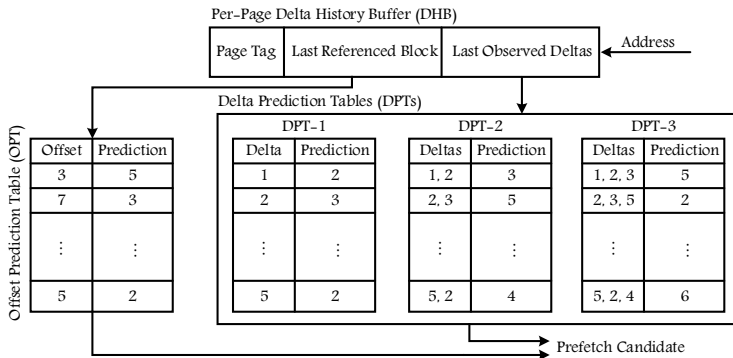 Per-Page Delta History Buffer (DHB)
Page Tag Last Referenced Block Last Observed Deltas Address
Delta Prediction Tables (DPTs)
Offset Prediction Table (OPT)
DPT-1 DPT-2 DPT-3
Offset Prediction Delta Prediction Deltas Prediction Deltas Prediction
3 5 1 2 1, 2 3 1, 2, 3 5
7 3 2 3 2, 3 5 2, 3, 5 2
⋮ ⋮ ⋮ ⋮ ⋮ ⋮ ⋮ ⋮
5 2 5 2 5, 2 4 5, 2, 4 6
Prefetch Candidate